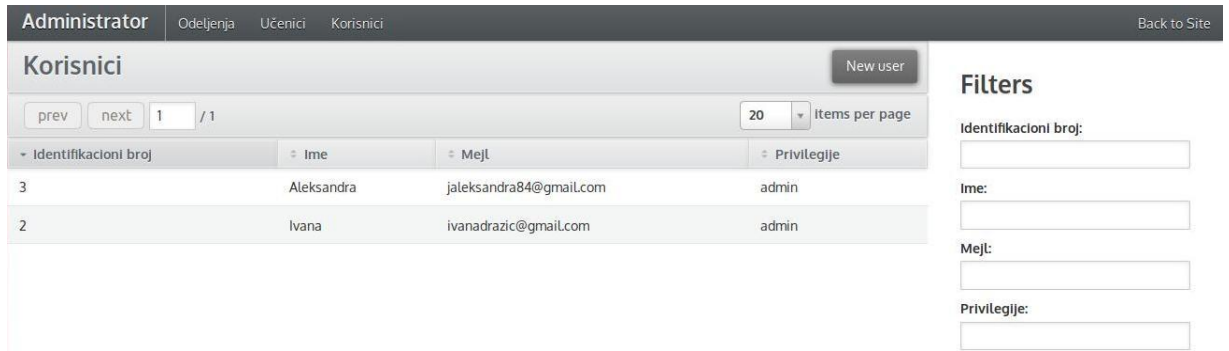 Administrator Odeljenja Učenici Korisnici Back to Site
Korisnici New user
prev next 1 / 1 20 items per page
Identifikacioni broj Ime Mejl Privilegije
3 Aleksandra jaleksandra84@gmail.com admin
2 Ivana ivanadrazic@gmail.com admin
Filters
Identifikacioni broj:
Ime:
Mejl:
Privilegije: